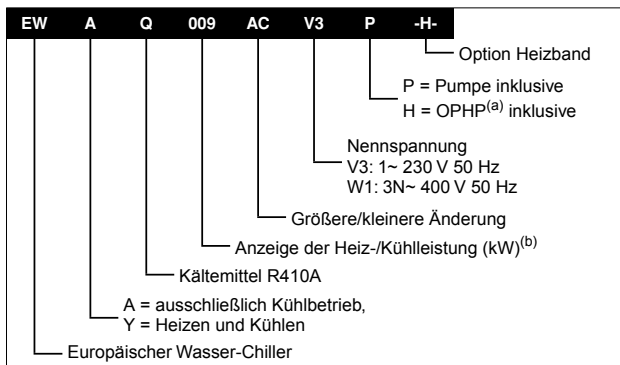 EW A Q 009 AC V3 P -H-
Option Heizband
P = Pumpe inklusive
H = OPHP(a) inklusive
Nennspannung
V3: 1~ 230 V 50 Hz
W1: 3N~ 400 V 50 Hz
Größere/kleinere Änderung
Anzeige der Heiz-/Kühlleistung (kW)(b)
Kältemittel R410A
A = ausschließlich Kühlbetrieb,
Y = Heizen und Kühlen
Europäischer Wasser-Chiller